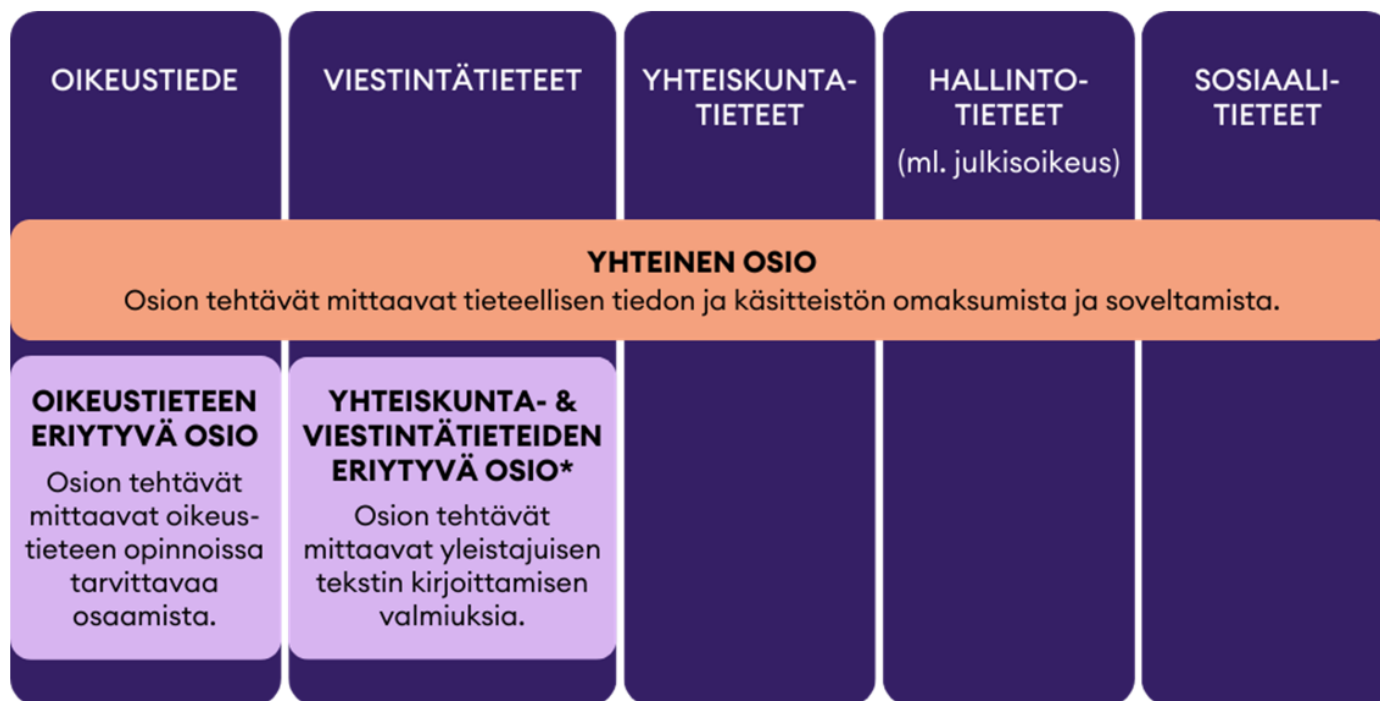 OIKEUSTIEDE
VIESTINTÄTIETEET
YHTEISKUNTA-
TIETEET
HALLINTO-
TIETEET
(ml. julkisoikeus)
SOSIAALI-
TIETEET
YHTEINEN OSIO
Osion tehtävät mittaavat tieteellisen tiedon ja käsitteistön omaksumista ja soveltamista.
OIKEUSTIETEEN
ERIYTYVÄ OSIO
Osion tehtävät
mittaavat oikeus-
tieteen opinnoissa
tarvittavaa
osaamista.
YHTEISKUNTA- &
VIESTINTÄTIETEIDEN
ERIYTYVÄ OSIO*
Osion tehtävät
mittaavat yleistajuisen
tekstin kirjoittamisen
valmiuksia.